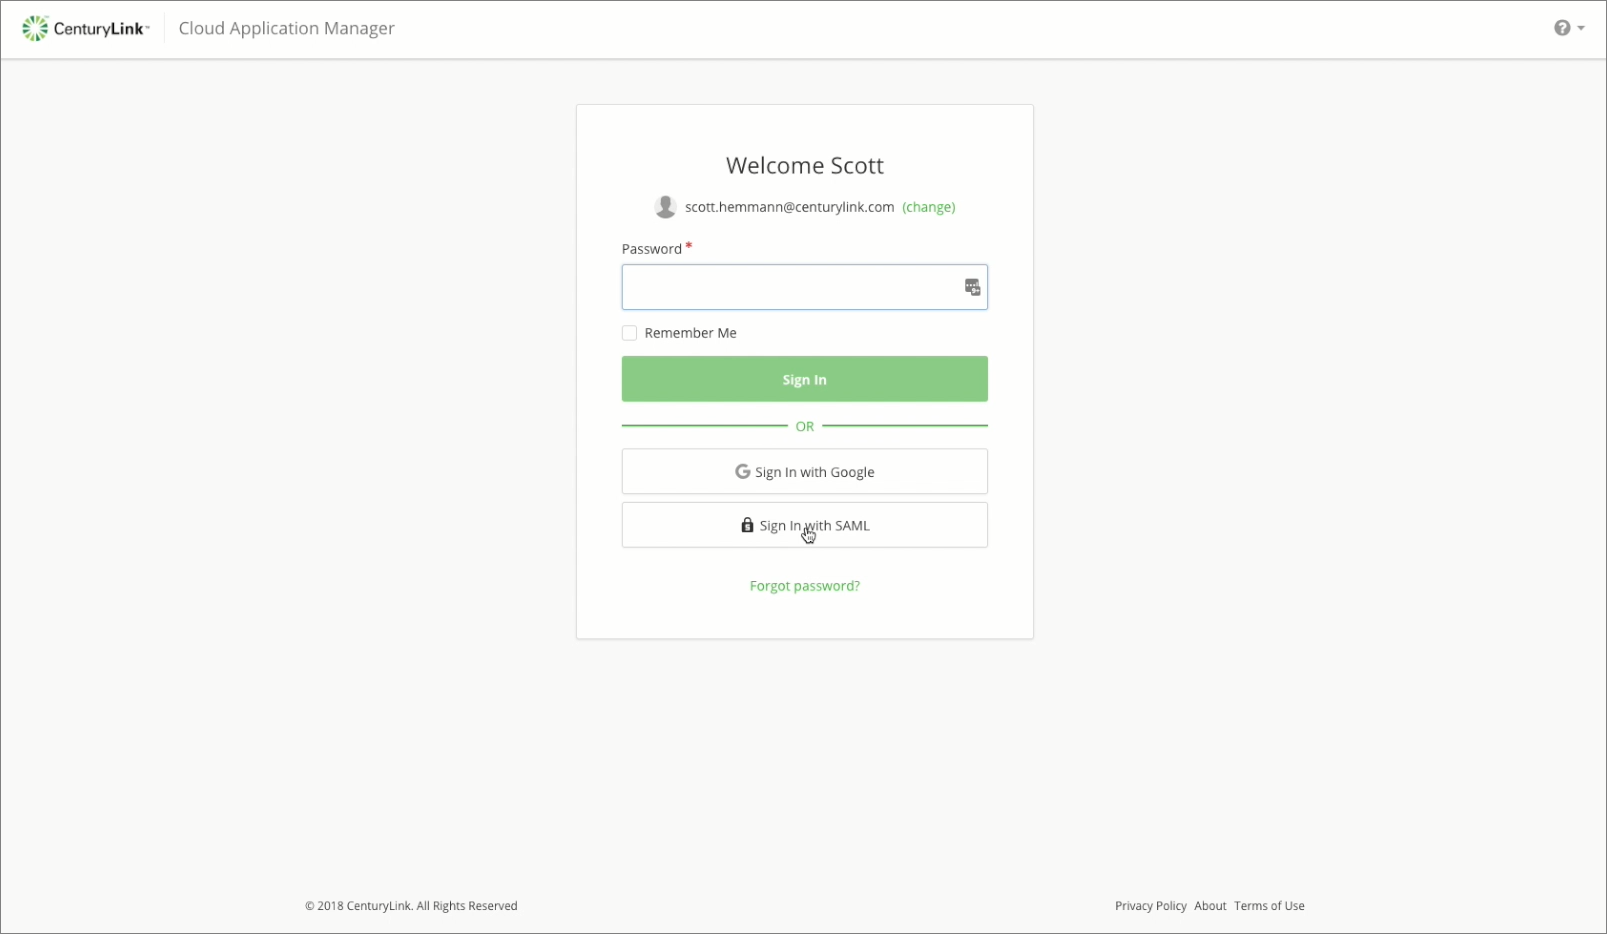 CenturyLink™ Cloud Application Manager
Welcome Scott
scott.hemmann@centurylink.com (change)
Password *
Remember Me
Sign In
OR
Sign In with Google
Sign In with SAML
Forgot password?
© 2018 CenturyLink. All Rights Reserved
Privacy Policy About Terms of Use